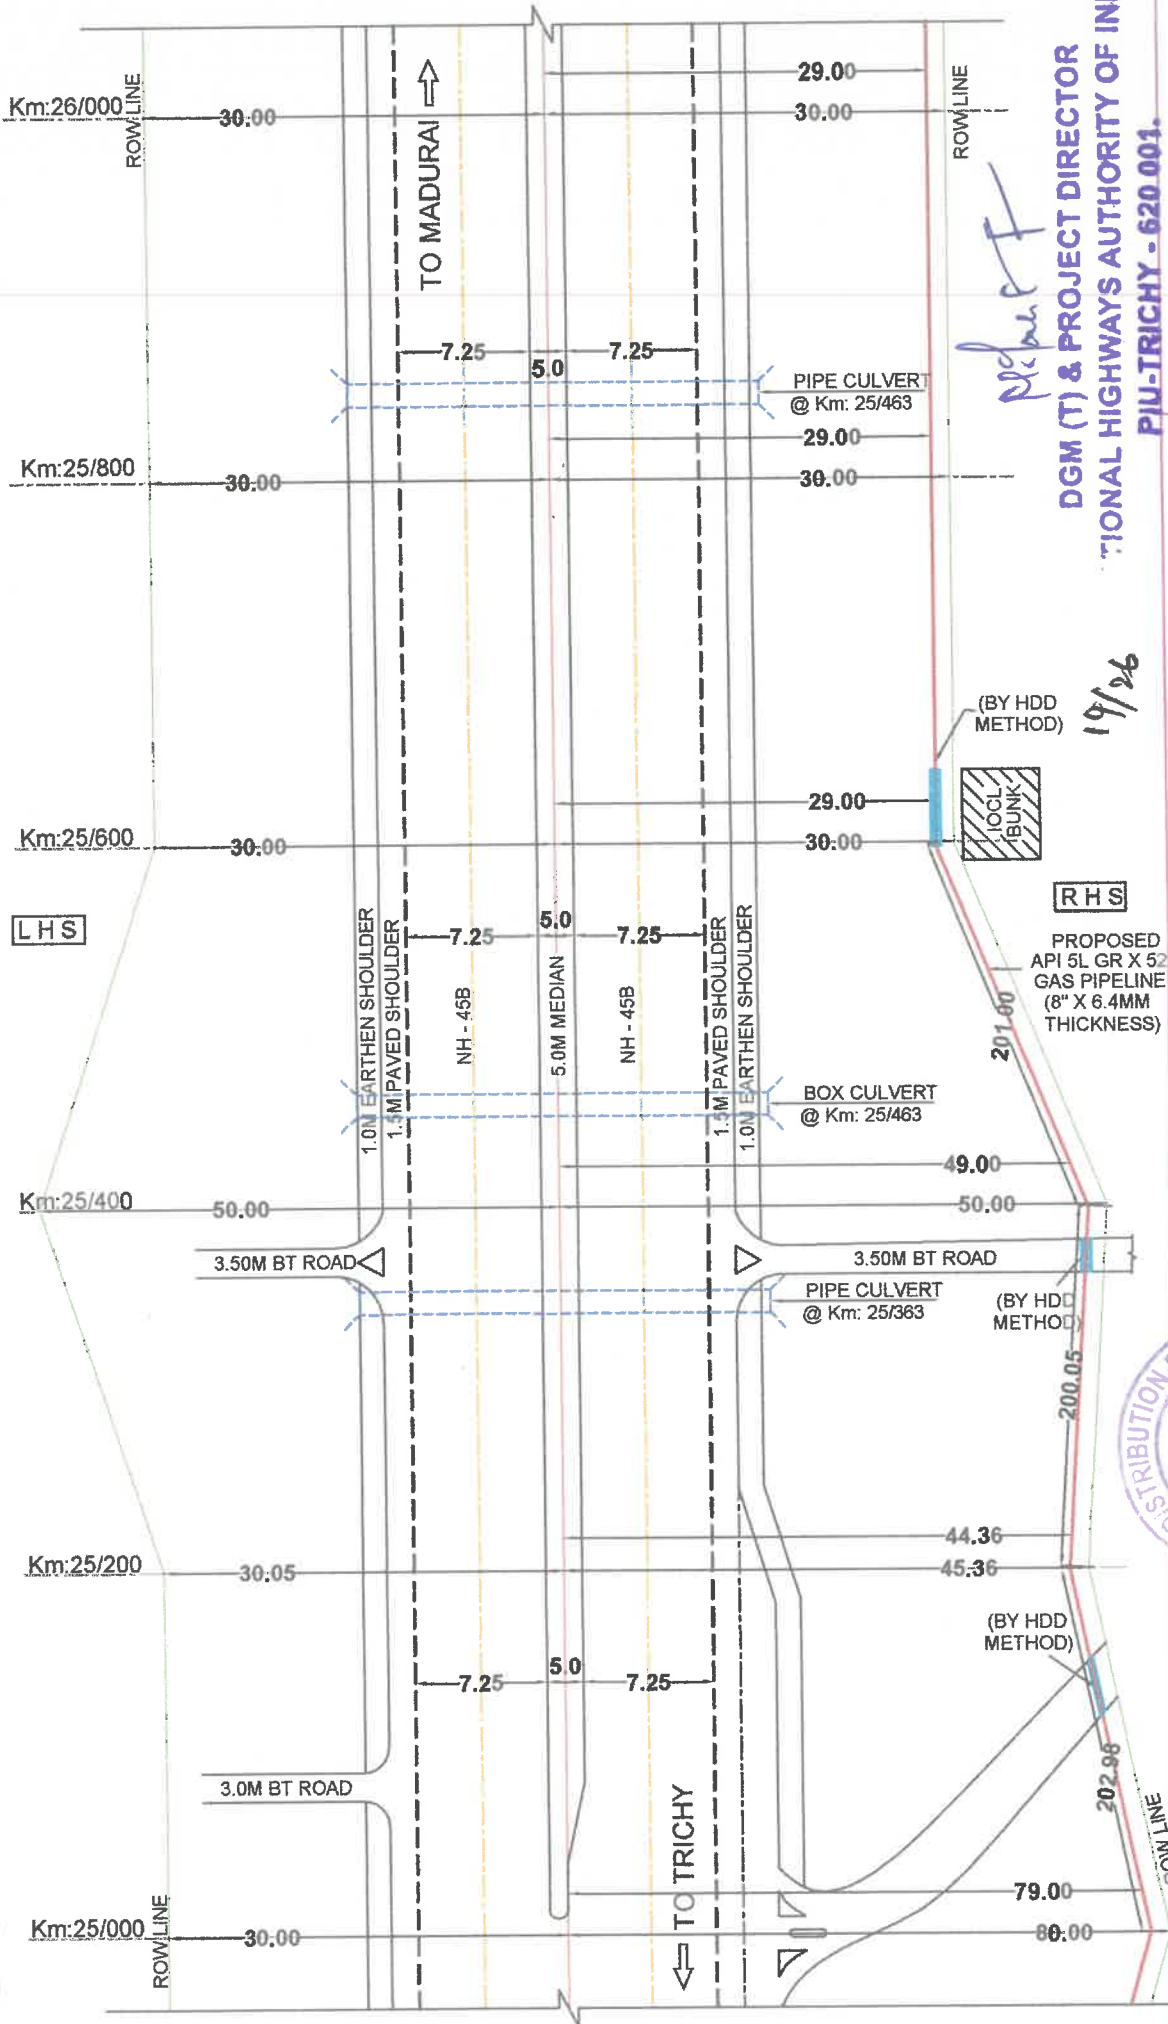 29.00
Km:26/000
ROW LINE
30.00
30.00
ROW LINE
TO MADURAI
DGM (T) & PROJECT DIRECTOR
TIONAL HIGHWAYS AUTHORITY OF IN
PIU-TRICHY - 620 001.
7.25
5.0
7.25
PIPE CULVERT
@ Km: 25/463
29.00
Km:25/800
30.00
30.00
19/26
(BY HDD
METHOD)
29.00
IOCL
BUNK
Km:25/600
30.00
30.00
LHS
RHS
1.0M EARTHEN SHOULDER
1.5M PAVED SHOULDER
7.25
5.0
7.25
NH - 45B
5.0M MEDIAN
NH - 45B
1.5M PAVED SHOULDER
1.0M EARTHEN SHOULDER
PROPOSED
API 5L GR X 52
GAS PIPELINE
(8" X 6.4MM
THICKNESS)
201.00
BOX CULVERT
@ Km: 25/463
49.00
Km:25/400
50.00
50.00
3.50M BT ROAD
3.50M BT ROAD
PIPE CULVERT
@ Km: 25/363
(BY HDD
METHOD)
200.05
DISTRIBUTION
44.36
Km:25/200
30.05
45.36
(BY HDD
METHOD)
7.25
5.0
7.25
3.0M BT ROAD
202.98
TO TRICHY
ROW LINE
79.00
Km:25/000
ROW LINE
30.00
80.00